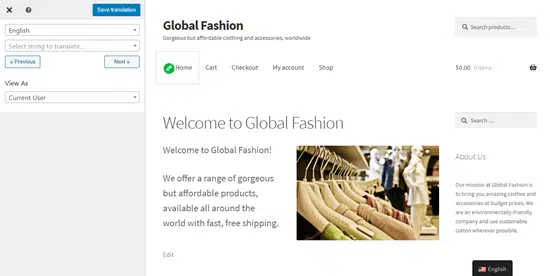 Save translation
English
Select string to translate...
« Previous
Next »
View As
Current User
Global Fashion
Gorgeous but affordable clothing and accessories, worldwide
Search products…
Home
Cart
Checkout
My account
Shop
$0.00 0 items
Welcome to Global Fashion
Welcome to Global Fashion!
We offer a range of gorgeous
but affordable products,
available all around the
world with fast, free shipping.
Edit
Search …
About Us
Our mission at Global Fashion is
to bring you amazing clothes and
accessories at budget prices. We
are an environmentally-friendly
company and use sustainable
cotton wherever possible.
English